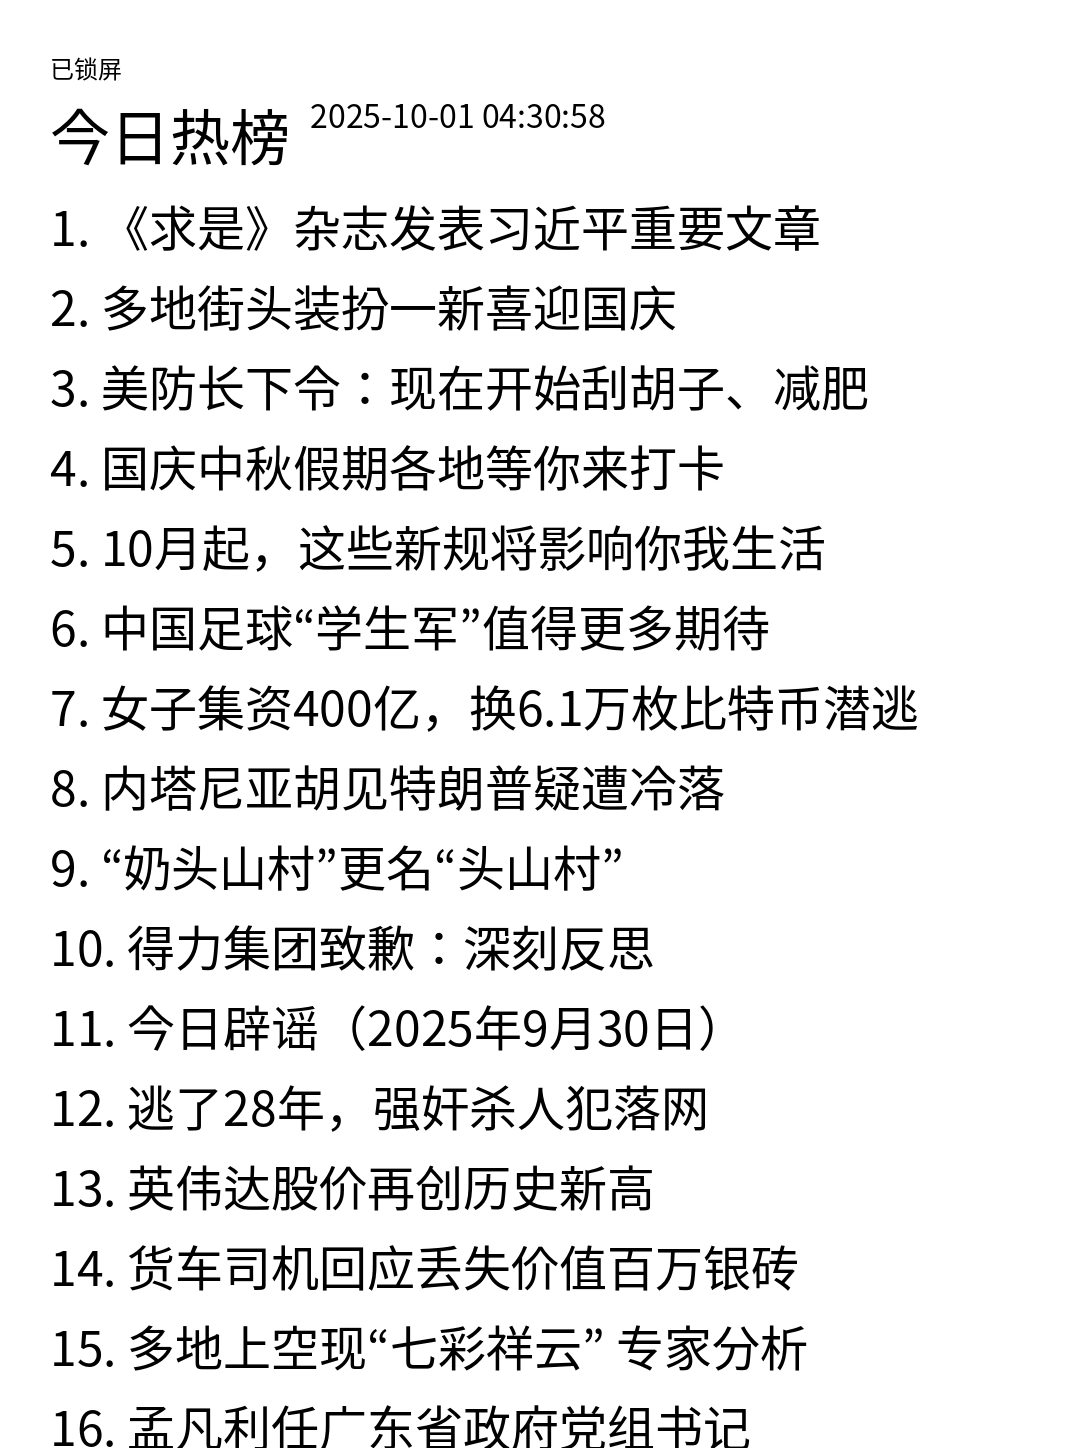 已锁屏
今日热榜 2025-10-01 04:30:58
1. 《求是》杂志发表习近平重要文章
2. 多地街头装扮一新喜迎国庆
3. 美防长下令：现在开始刮胡子、减肥
4. 国庆中秋假期各地等你来打卡
5. 10月起，这些新规将影响你我生活
6. 中国足球“学生军”值得更多期待
7. 女子集资400亿，换6.1万枚比特币潜逃
8. 内塔尼亚胡见特朗普疑遭冷落
9. “奶头山村”更名“头山村”
10. 得力集团致歉：深刻反思
11. 今日辟谣（2025年9月30日）
12. 逃了28年，强奸杀人犯落网
13. 英伟达股价再创历史新高
14. 货车司机回应丢失价值百万银砖
15. 多地上空现“七彩祥云” 专家分析
16. 孟凡利任广东省政府党组书记